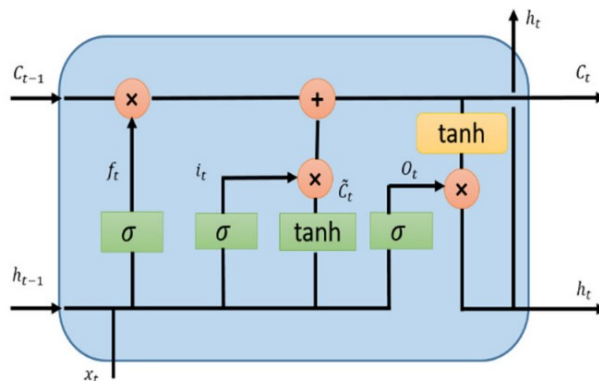 h_t
C_{t-1}
×
+
C_t
tanh
f_t
i_t
×
C̃_t
O_t
×
σ
σ
tanh
σ
h_{t-1}
h_t
x_t